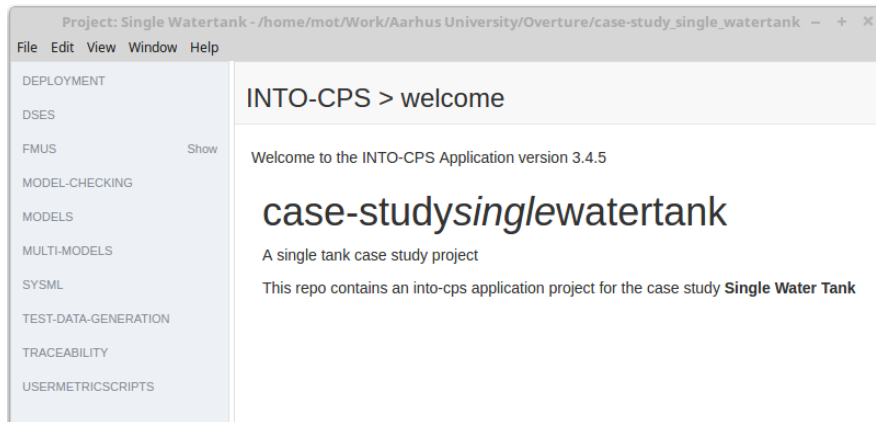 Project: Single Watertank - /home/mot/Work/Aarhus University/Overture/case-study_single_watertank
File Edit View Window Help
DEPLOYMENT
DSES
FMUS Show
MODEL-CHECKING
MODELS
MULTI-MODELS
SYSML
TEST-DATA-GENERATION
TRACEABILITY
USERMETRICSCRIPTS
INTO-CPS > welcome
Welcome to the INTO-CPS Application version 3.4.5
case-studysinglewatertank
A single tank case study project
This repo contains an into-cps application project for the case study Single Water Tank